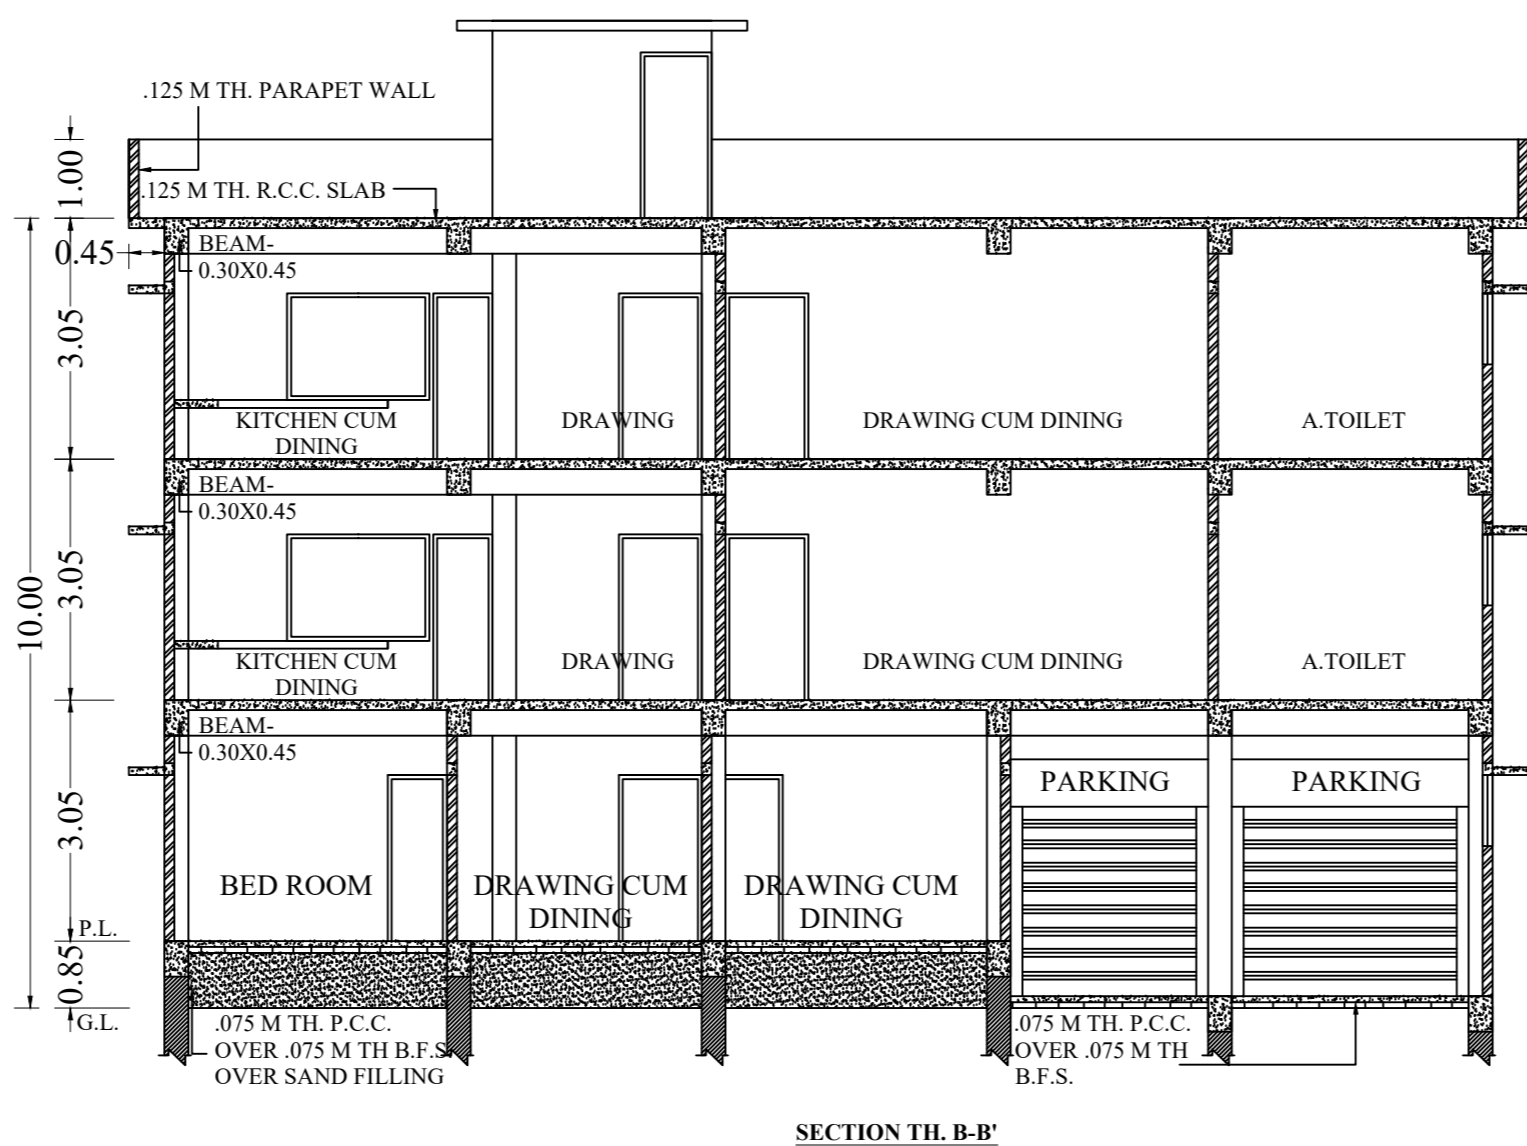 .125 M TH. PARAPET WALL
1.00
.125 M TH. R.C.C. SLAB
0.45
BEAM-
0.30X0.45
3.05
KITCHEN CUM
DINING
DRAWING
DRAWING CUM DINING
A.TOILET
BEAM-
0.30X0.45
3.05
10.00
KITCHEN CUM
DINING
DRAWING
DRAWING CUM DINING
A.TOILET
BEAM-
0.30X0.45
3.05
PARKING
PARKING
BED ROOM
DRAWING CUM
DINING
DRAWING CUM
DINING
P.L.
0.85
G.L.
.075 M TH. P.C.C.
OVER .075 M TH B.F.S
OVER SAND FILLING
.075 M TH. P.C.C.
OVER .075 M TH
B.F.S.
SECTION TH. B-B'